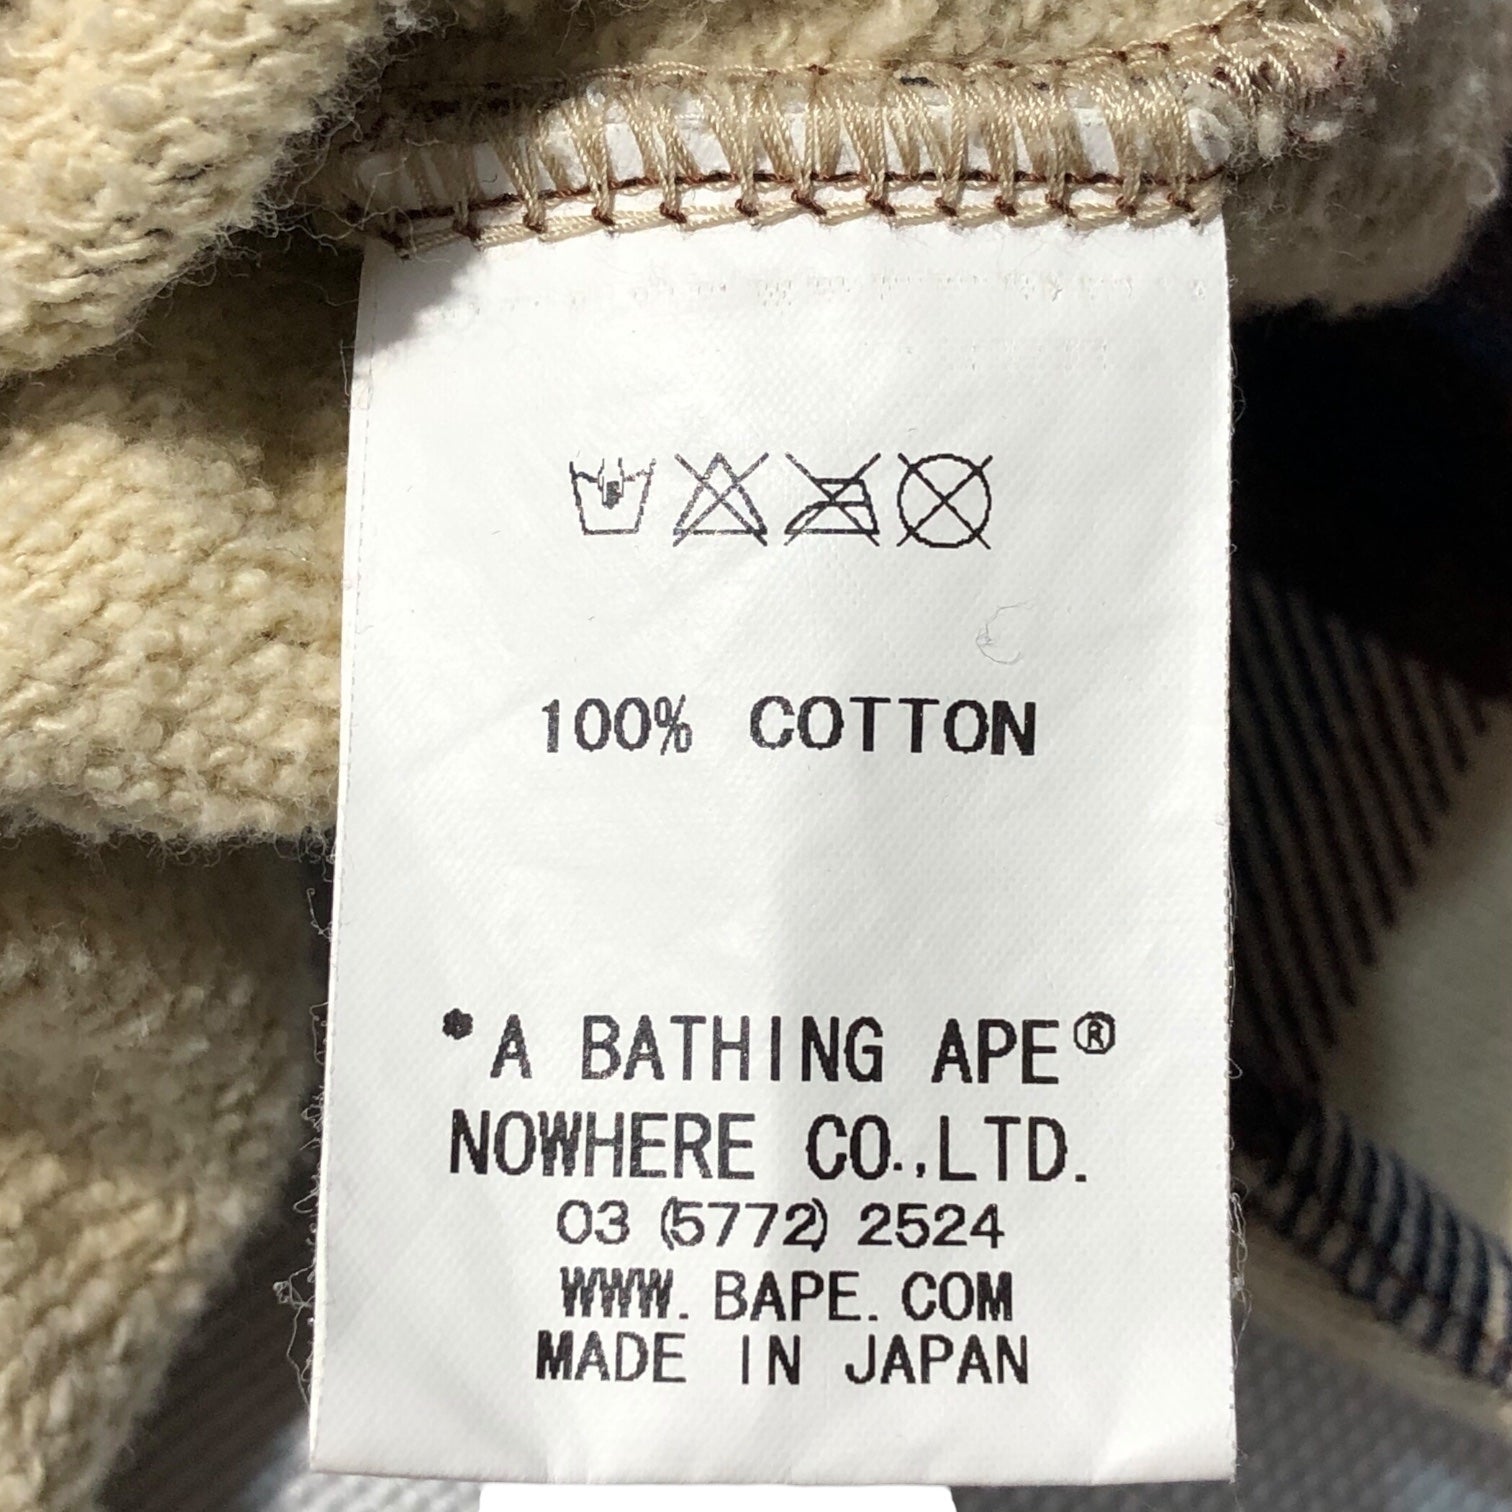 100% COTTON
*A BATHING APE®
NOWHERE CO.,LTD.
03 (5772) 2524
WWW.BAPE.COM
MADE IN JAPAN